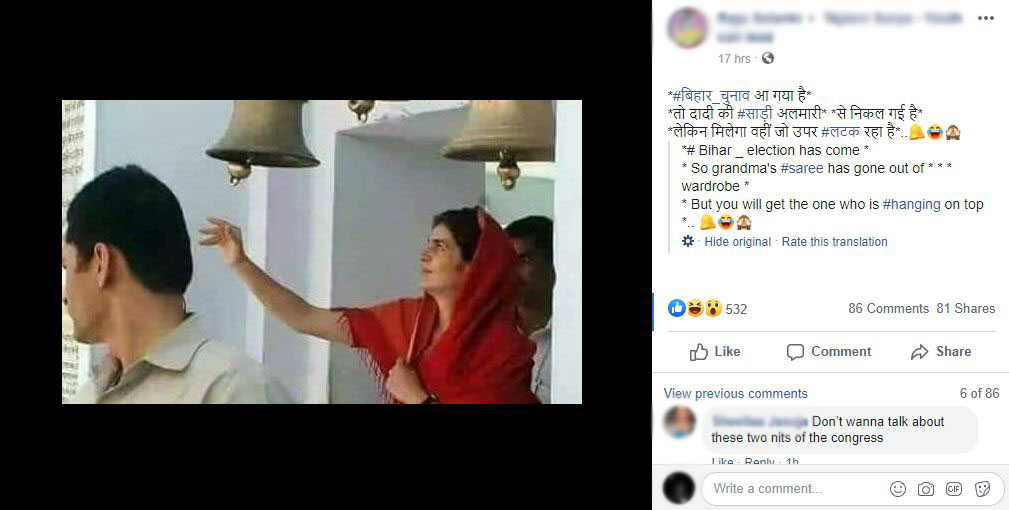 17 hrs ·
*#बिहार_चुनाव आ गया है*
*तो दादी की #साड़ी अलमारी* *से निकल गई है*
*लेकिन मिलेगा वहीं जो उपर #लटक रहा है*..🔔😂🙈
*# Bihar _ election has come *
* So grandma's #saree has gone out of * * *
wardrobe *
* But you will get the one who is #hanging on top
*.. 🔔😂🙈
· Hide original · Rate this translation
532
86 Comments 81 Shares
Like Comment Share
View previous comments 6 of 86
Don't wanna talk about
these two nits of the congress
Like · Reply · 1h
Write a comment...
GIF